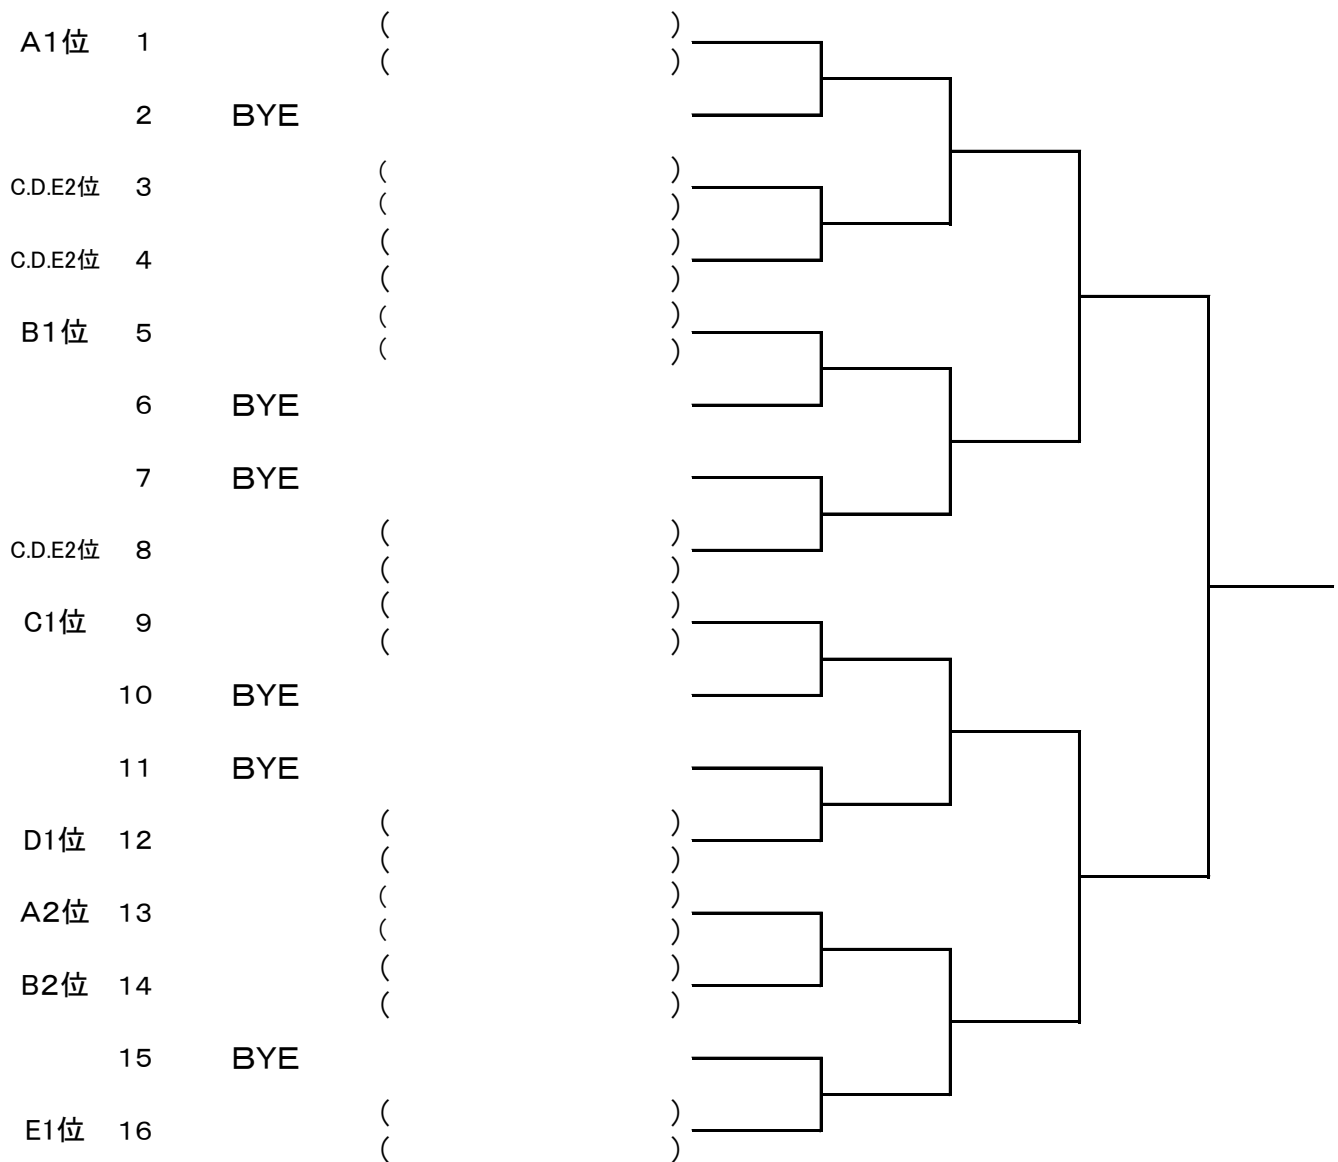 A1位 1 ( )
( )
2 BYE
C.D.E2位 3 ( )
( )
C.D.E2位 4 ( )
( )
B1位 5 ( )
( )
6 BYE
7 BYE
C.D.E2位 8 ( )
( )
C1位 9 ( )
( )
10 BYE
11 BYE
D1位 12 ( )
( )
A2位 13 ( )
( )
B2位 14 ( )
( )
15 BYE
E1位 16 ( )
( )